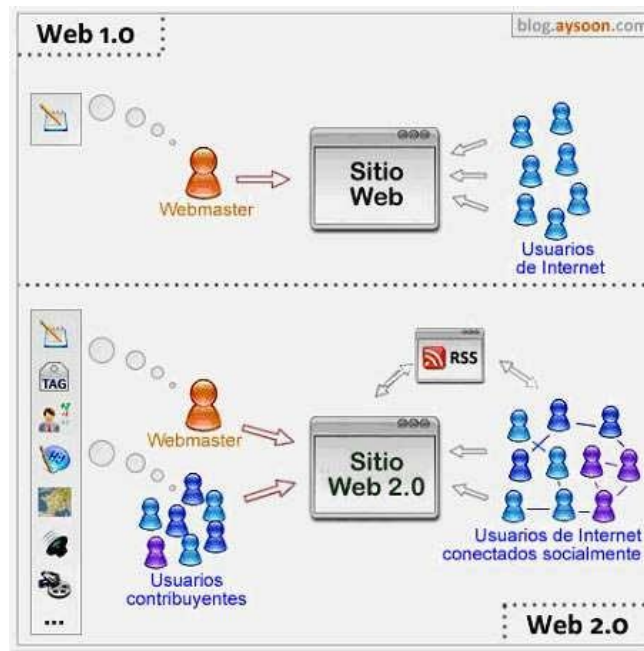 Web 1.0
blog.aysoon.com
Webmaster
Sitio
Web
Usuarios
de Internet
RSS
TAG
Webmaster
Sitio
Web 2.0
Usuarios
contribuyentes
Usuarios de Internet
conectados socialmente
...
Web 2.0